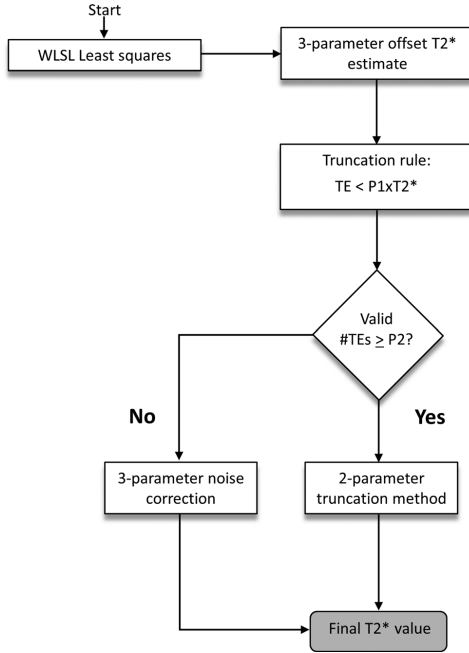 Start
WLSL Least squares
3-parameter offset T2*
estimate
Truncation rule:
TE < P1xT2*
Valid
#TEs ≥ P2?
No
Yes
3-parameter noise
correction
2-parameter
truncation method
Final T2* value